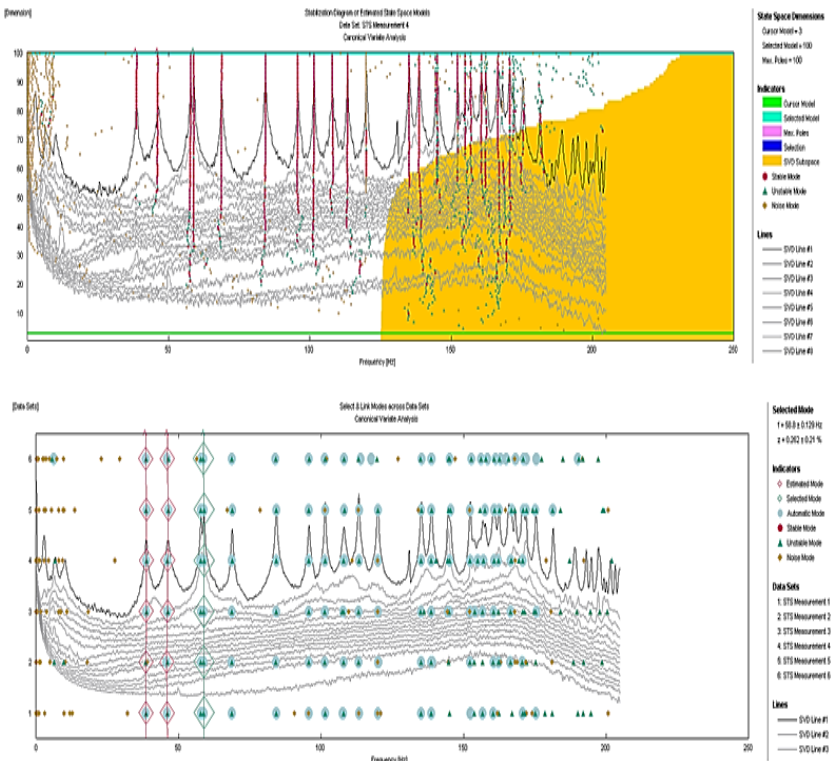 [Dimension]
Stabilization Diagram of Estimated State Space Models
Data Set: STS Measurement 4
Canonical Variate Analysis
100
90
80
70
60
50
40
30
20
10
0
50
100
150
200
250
Frequency [Hz]
State Space Dimensions
Cursor Model = 3
Selected Model = 100
Max. Poles = 100
Indicators
Cursor Model
Selected Model
Max. Poles
Selection
SVD Subspace
Stable Mode
Unstable Mode
Noise Mode
Lines
SVD Line #1
SVD Line #2
SVD Line #3
SVD Line #4
SVD Line #5
SVD Line #6
SVD Line #7
SVD Line #8
[Data Sets]
Select & Link Modes across Data Sets
Canonical Variate Analysis
6
5
4
3
2
1
0
50
100
150
200
250
Frequency [Hz]
Selected Mode
Indicators
Estimated Mode
Selected Mode
Automatic Mode
Stable Mode
Unstable Mode
Noise Mode
Data Sets
1: STS Measurement 1
2: STS Measurement 2
3: STS Measurement 3
4: STS Measurement 4
5: STS Measurement 5
6: STS Measurement 6
Lines
SVD Line #1
SVD Line #2
SVD Line #3